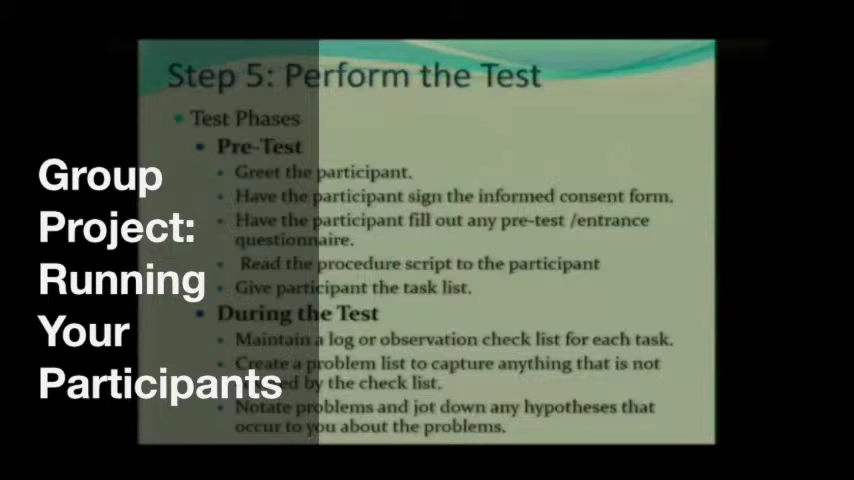 Step 5: Perform the Test
Test Phases
Pre-Test
Greet the participant.
Have the participant sign the informed consent form.
Have the participant fill out any pre-test /entrance
questionnaire.
Read the procedure script to the participant
Give participant the task list.
During the Test
Maintain a log or observation check list for each task.
Create a problem list to capture anything that is not
by the check list.
Notate problems and jot down any hypotheses that
occur to you about the problems.
Group
Project:
Running
Your
Participants